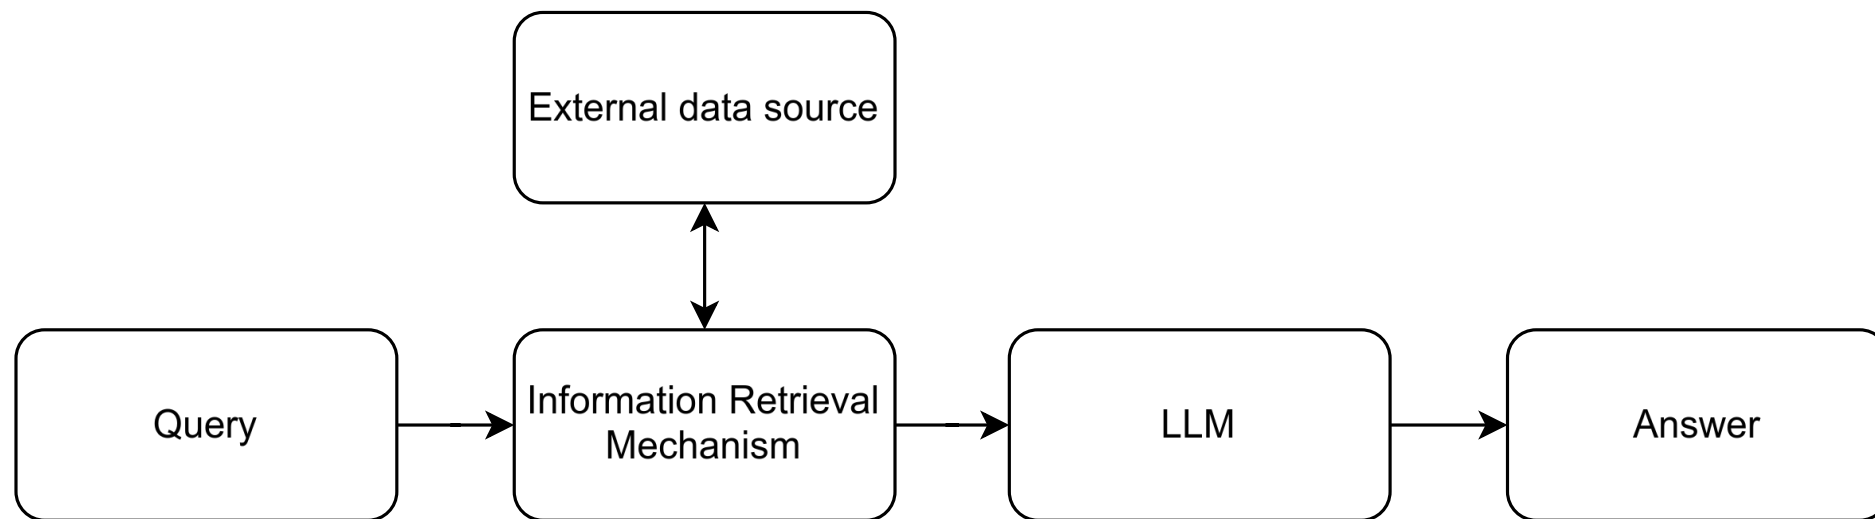 External data source
Query
Information Retrieval
Mechanism
LLM
Answer